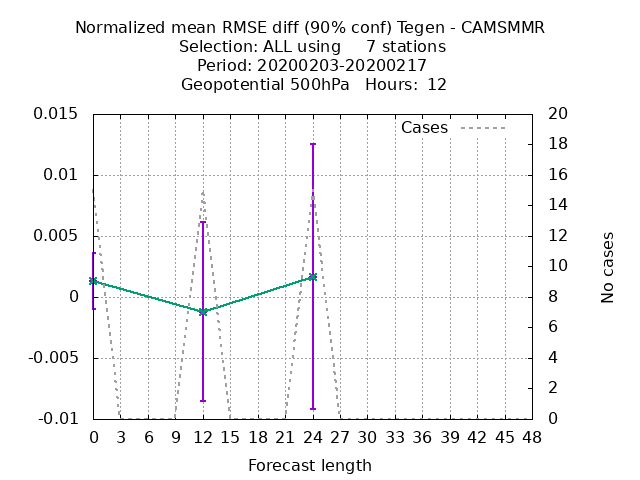 Normalized mean RMSE diff (90% conf) Tegen - CAMSMMR
Selection: ALL using     7 stations
Period: 20200203-20200217
Geopotential 500hPa   Hours:  12
Cases
0.015
0.01
0.005
0
-0.005
-0.01
20
18
16
14
12
10
8
6
4
2
0
No cases
0 3 6 9 12 15 18 21 24 27 30 33 36 39 42 45 48
Forecast length